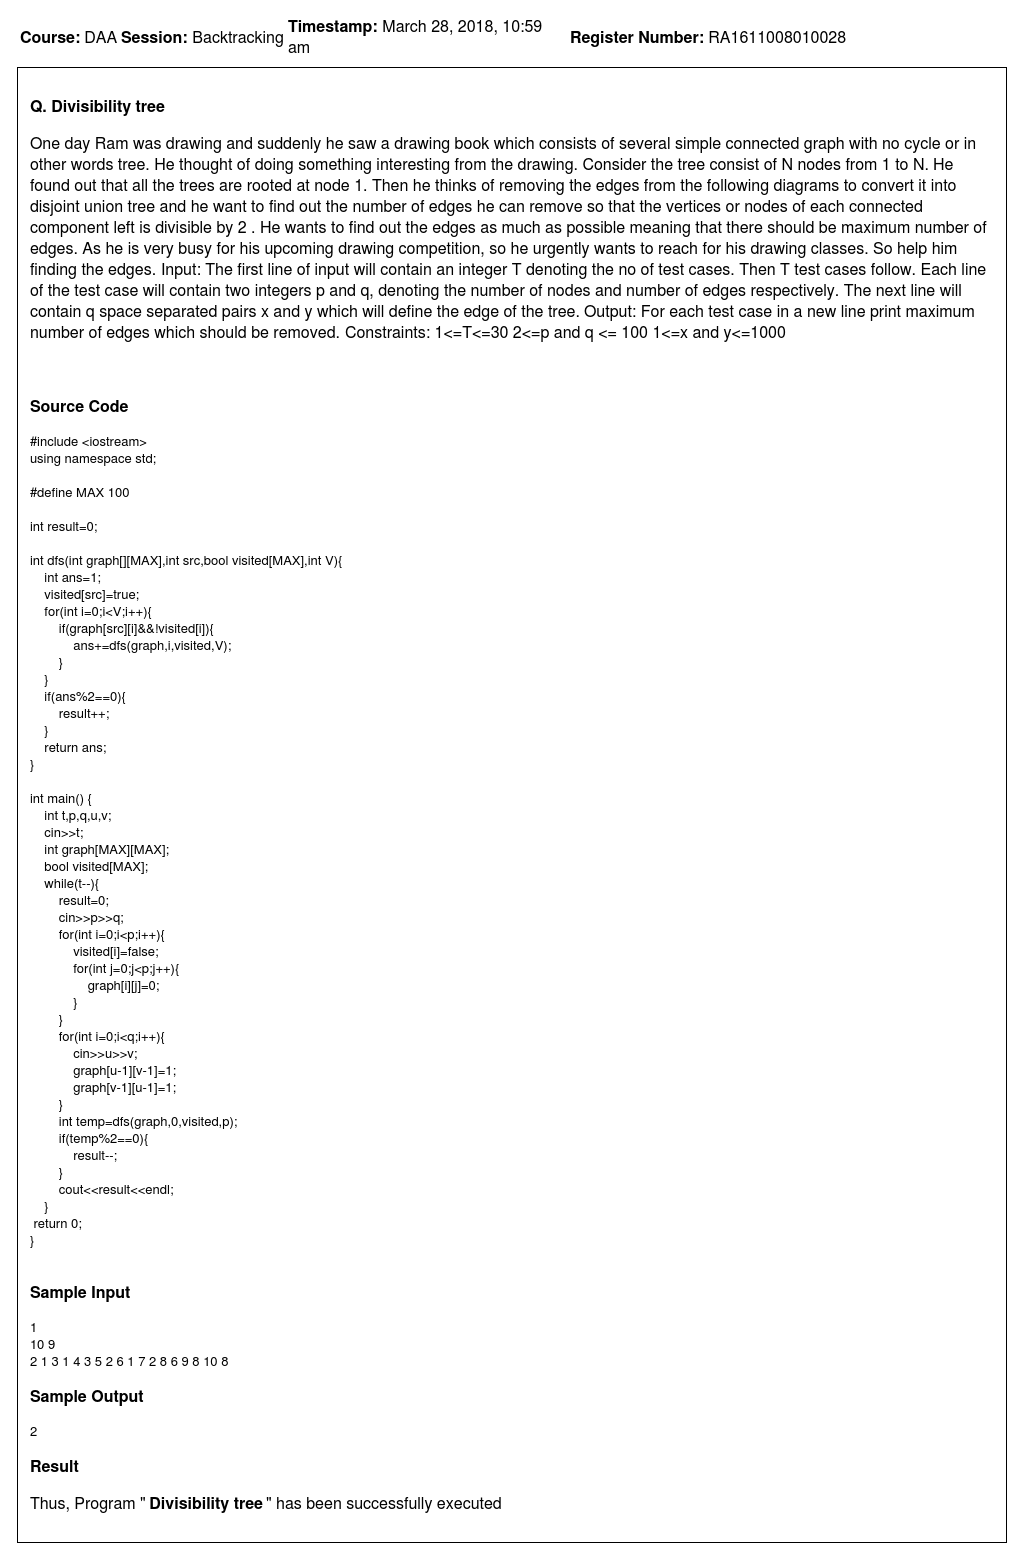 Course: DAA Session: Backtracking Timestamp: March 28, 2018, 10:59 am Register Number: RA1611008010028
Q. Divisibility tree
One day Ram was drawing and suddenly he saw a drawing book which consists of several simple connected graph with no cycle or in
other words tree. He thought of doing something interesting from the drawing. Consider the tree consist of N nodes from 1 to N. He
found out that all the trees are rooted at node 1. Then he thinks of removing the edges from the following diagrams to convert it into
disjoint union tree and he want to find out the number of edges he can remove so that the vertices or nodes of each connected
component left is divisible by 2 . He wants to find out the edges as much as possible meaning that there should be maximum number of
edges. As he is very busy for his upcoming drawing competition, so he urgently wants to reach for his drawing classes. So help him
finding the edges. Input: The first line of input will contain an integer T denoting the no of test cases. Then T test cases follow. Each line
of the test case will contain two integers p and q, denoting the number of nodes and number of edges respectively. The next line will
contain q space separated pairs x and y which will define the edge of the tree. Output: For each test case in a new line print maximum
number of edges which should be removed. Constraints: 1<=T<=30 2<=p and q <= 100 1<=x and y<=1000
Source Code
#include <iostream>
using namespace std;
#define MAX 100
int result=0;
int dfs(int graph[][MAX],int src,bool visited[MAX],int V){
    int ans=1;
    visited[src]=true;
    for(int i=0;i<V;i++){
        if(graph[src][i]&&!visited[i]){
            ans+=dfs(graph,i,visited,V);
        }
    }
    if(ans%2==0){
        result++;
    }
    return ans;
}
int main() {
    int t,p,q,u,v;
    cin>>t;
    int graph[MAX][MAX];
    bool visited[MAX];
    while(t--){
        result=0;
        cin>>p>>q;
        for(int i=0;i<p;i++){
            visited[i]=false;
            for(int j=0;j<p;j++){
                graph[i][j]=0;
            }
        }
        for(int i=0;i<q;i++){
            cin>>u>>v;
            graph[u-1][v-1]=1;
            graph[v-1][u-1]=1;
        }
        int temp=dfs(graph,0,visited,p);
        if(temp%2==0){
            result--;
        }
        cout<<result<<endl;
    }
 return 0;
}
Sample Input
1
10 9
2 1 3 1 4 3 5 2 6 1 7 2 8 6 9 8 10 8
Sample Output
2
Result
Thus, Program " Divisibility tree " has been successfully executed